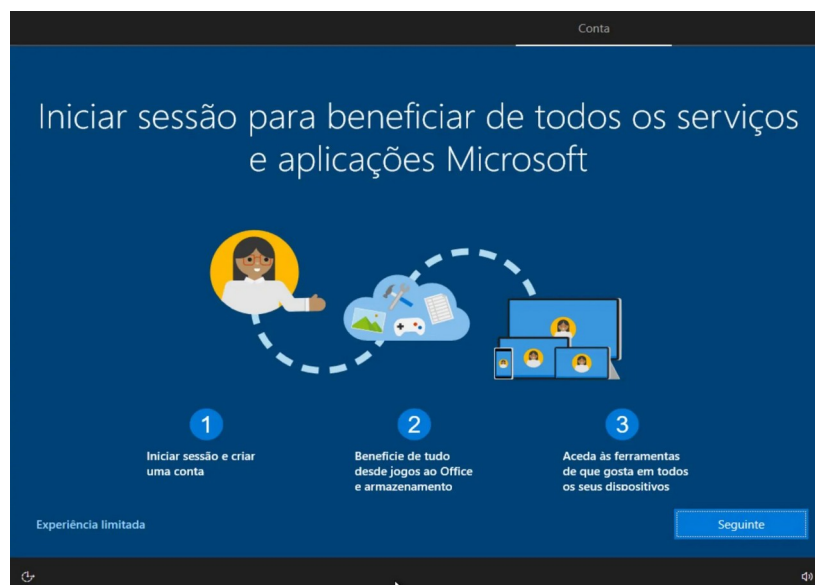 Conta
Iniciar sessão para beneficiar de todos os serviços
e aplicações Microsoft
1
2
3
Iniciar sessão e criar
uma conta
Beneficie de tudo
desde jogos ao Office
e armazenamento
Aceda às ferramentas
de que gosta em todos
os seus dispositivos
Experiência limitada
Seguinte